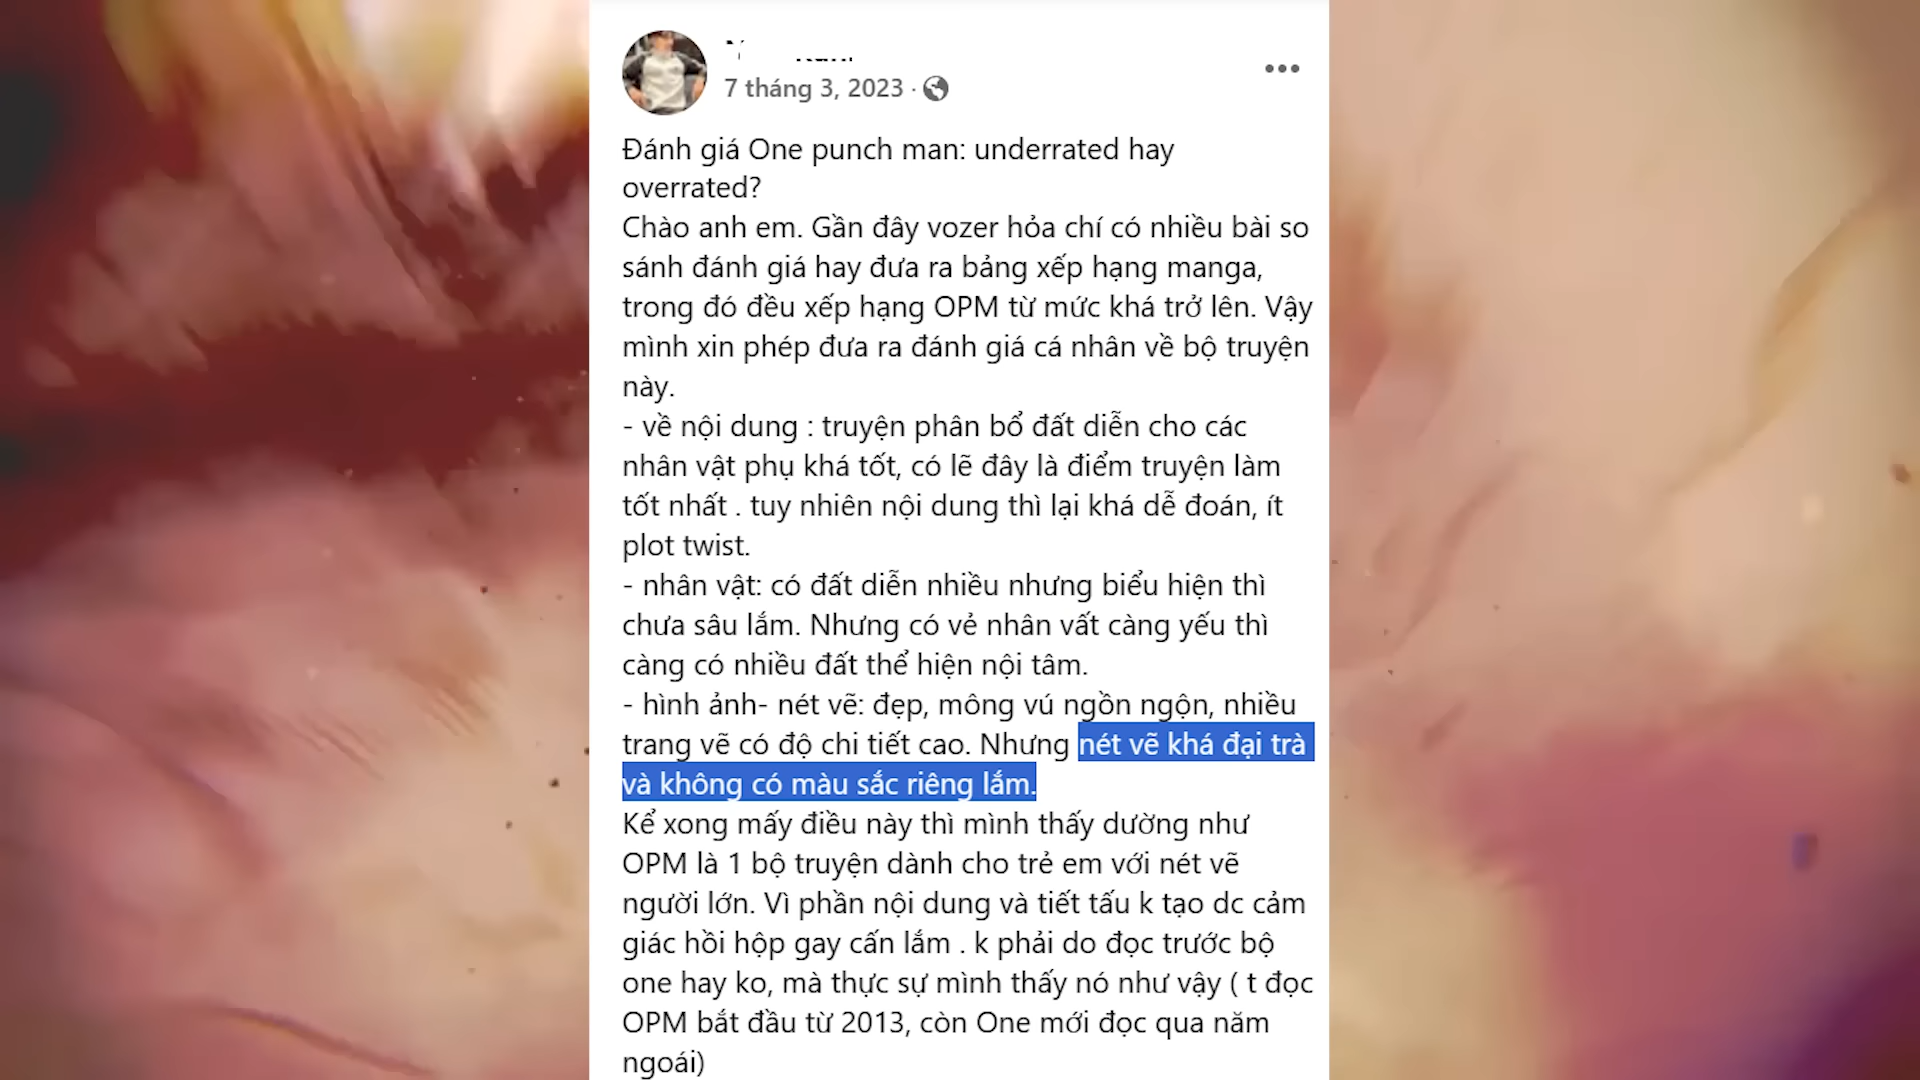 7 tháng 3, 2023 ·
Đánh giá One punch man: underrated hay
overrated?
Chào anh em. Gần đây vozer hỏa chí có nhiều bài so
sánh đánh giá hay đưa ra bảng xếp hạng manga,
trong đó đều xếp hạng OPM từ mức khá trở lên. Vậy
mình xin phép đưa ra đánh giá cá nhân về bộ truyện
này.
- về nội dung : truyện phân bổ đất diễn cho các
nhân vật phụ khá tốt, có lẽ đây là điểm truyện làm
tốt nhất . tuy nhiên nội dung thì lại khá dễ đoán, ít
plot twist.
- nhân vật: có đất diễn nhiều nhưng biểu hiện thì
chưa sâu lắm. Nhưng có vẻ nhân vất càng yếu thì
càng có nhiều đất thể hiện nội tâm.
- hình ảnh- nét vẽ: đẹp, mông vú ngồn ngộn, nhiều
trang vẽ có độ chi tiết cao. Nhưng nét vẽ khá đại trà
và không có màu sắc riêng lắm.
Kể xong mấy điều này thì mình thấy dường như
OPM là 1 bộ truyện dành cho trẻ em với nét vẽ
người lớn. Vì phần nội dung và tiết tấu k tạo dc cảm
giác hồi hộp gay cấn lắm . k phải do đọc trước bộ
one hay ko, mà thực sự mình thấy nó như vậy ( t đọc
OPM bắt đầu từ 2013, còn One mới đọc qua năm
ngoái)